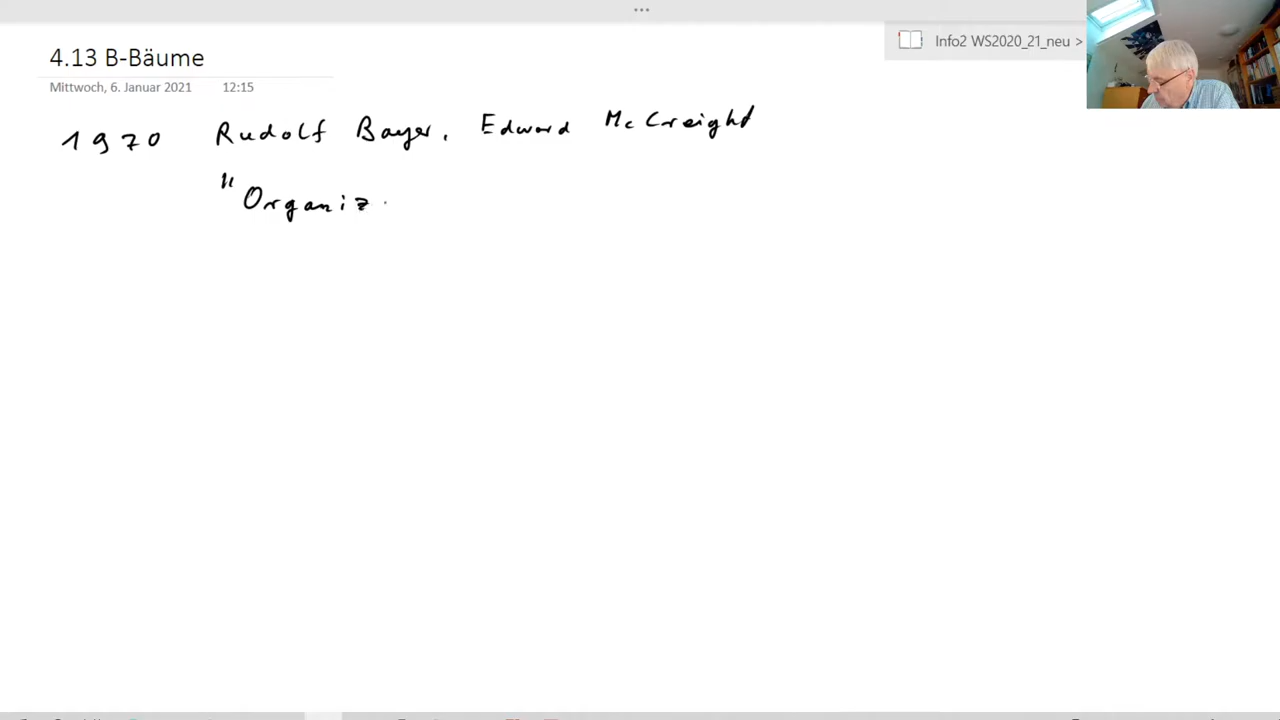 4.13 B-Bäume
Info2 WS2020_21_neu >
Mittwoch, 6. Januar 2021 12:15
1970 Rudolf Bayer, Edward McCreight
"Organiz